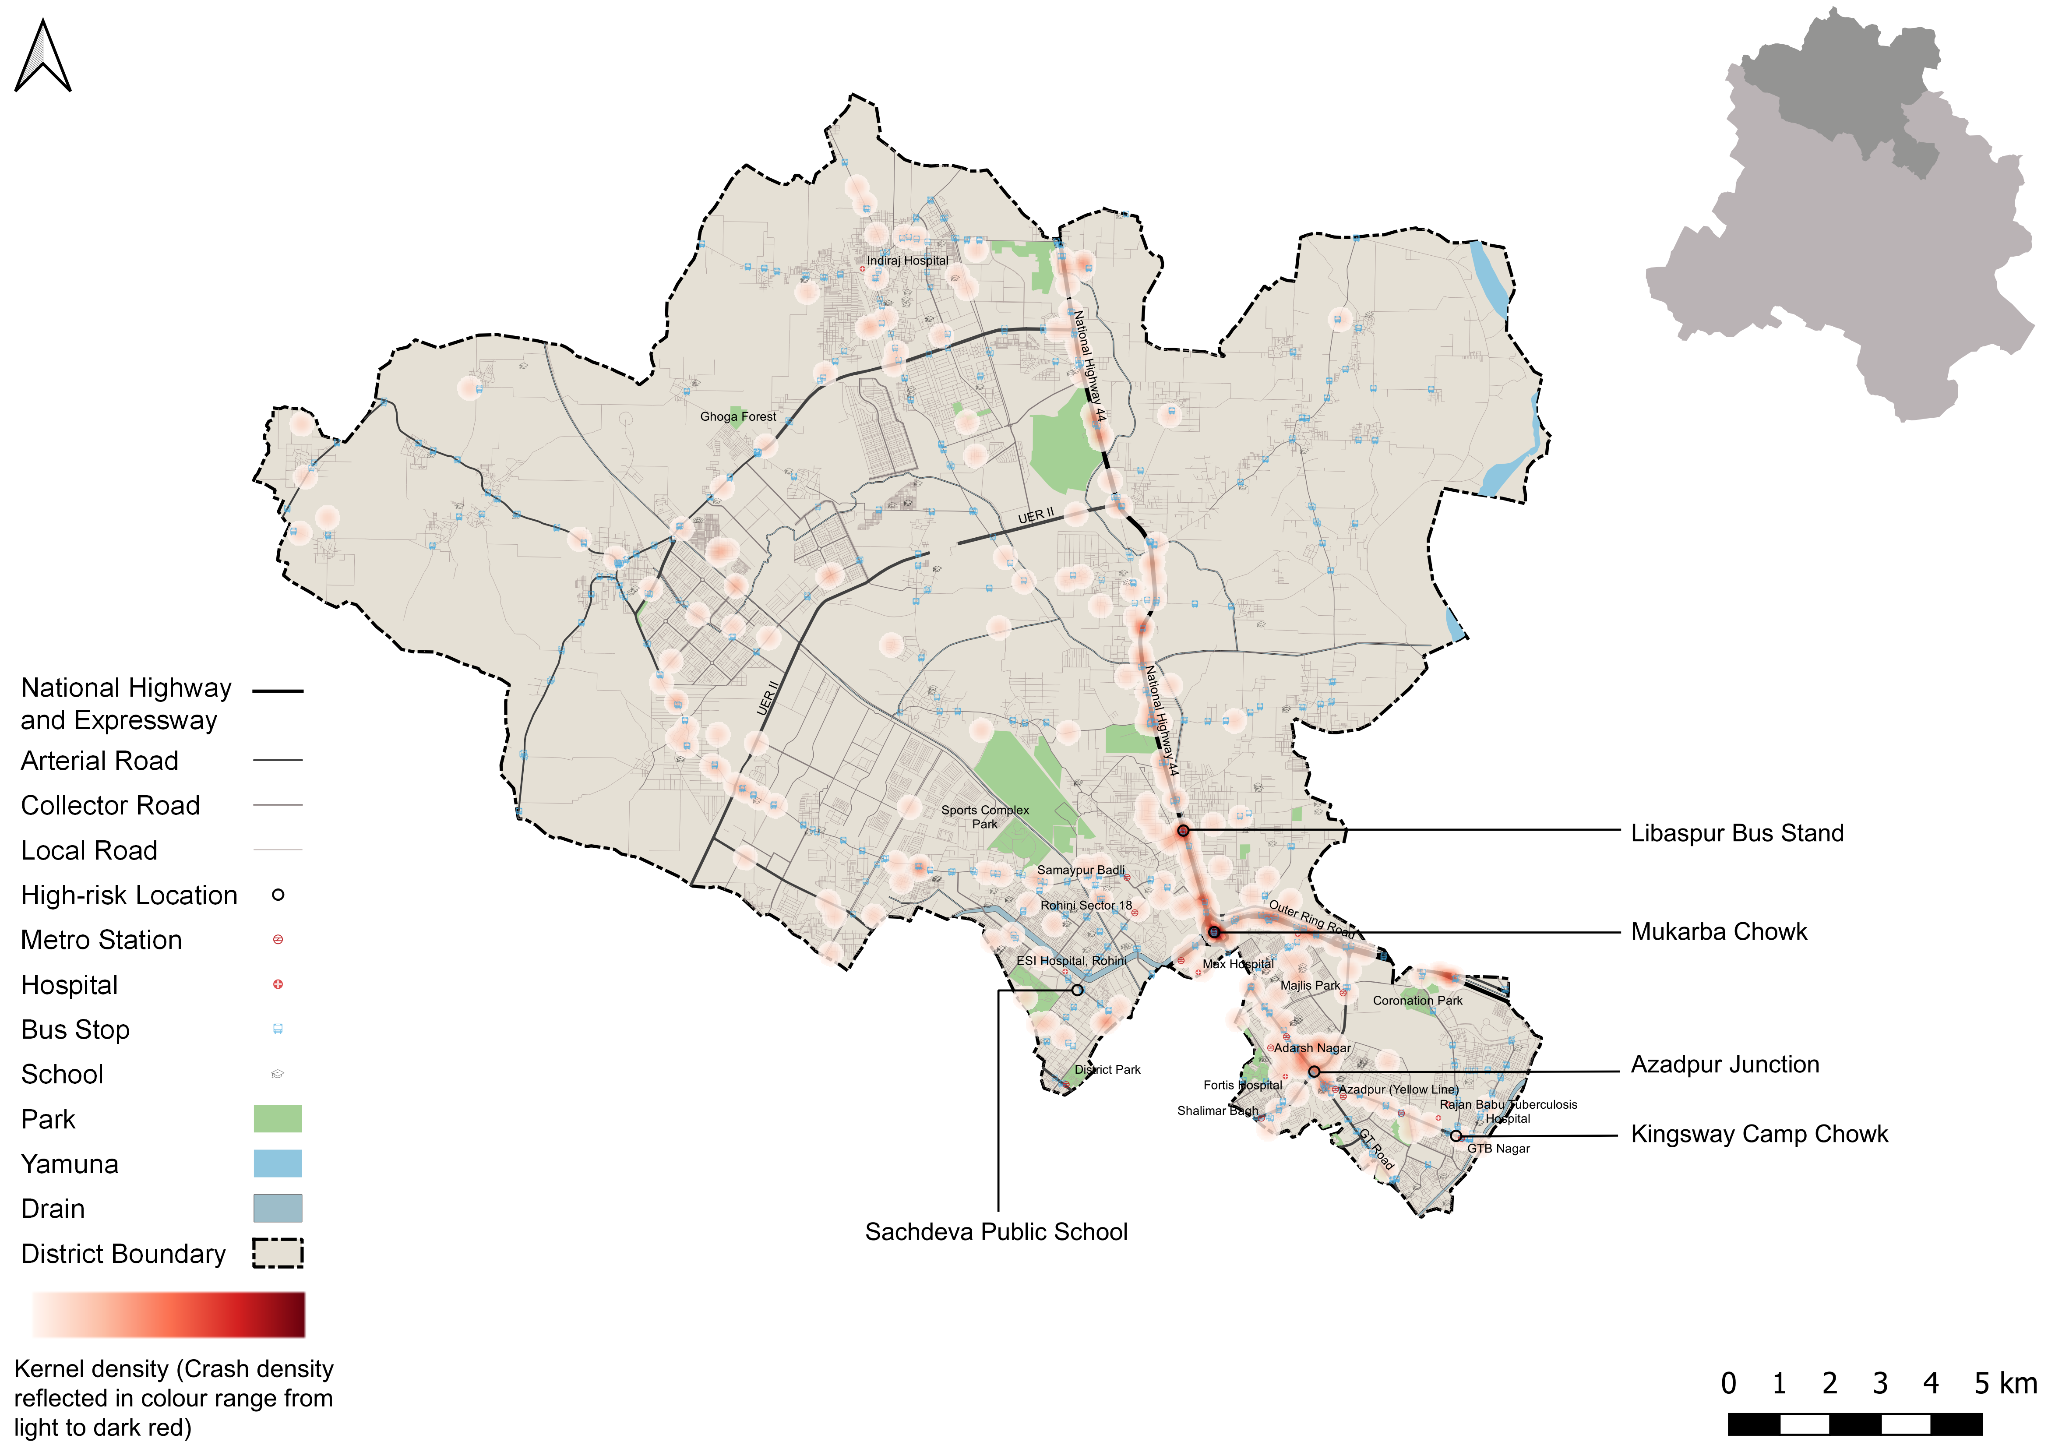 Indiraj Hospital
National Highway 44
Ghoga Forest
UER II
UER II
National Highway 44
Sports Complex
Park
Samaypur Badli
Rohini Sector 18
Outer Ring Road
ESI Hospital, Rohini
Max Hospital
Majlis Park
Coronation Park
Adarsh Nagar
District Park
Fortis Hospital
Azadpur (Yellow Line)
Shalimar Bagh
Rajan Babu Tuberculosis
Hospital
GT Road
GTB Nagar
Libaspur Bus Stand
Mukarba Chowk
Azadpur Junction
Kingsway Camp Chowk
Sachdeva Public School
National Highway
and Expressway
Arterial Road
Collector Road
Local Road
High-risk Location
Metro Station
Hospital
Bus Stop
School
Park
Yamuna
Drain
District Boundary
Kernel density (Crash density
reflected in colour range from
light to dark red)
0 1 2 3 4 5 km